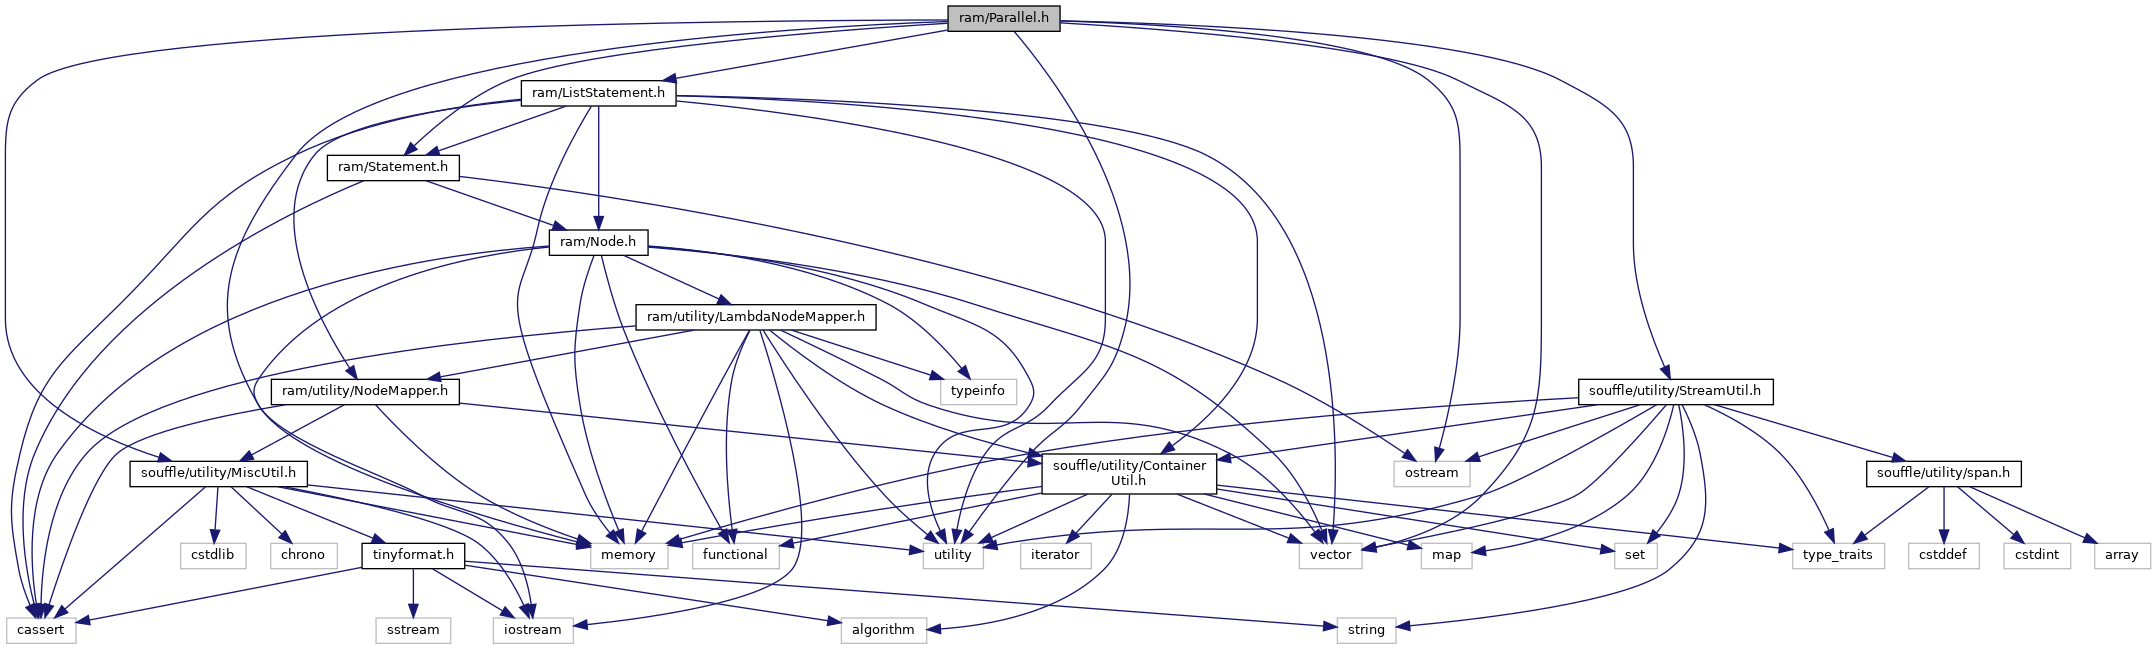 ram/Parallel.h
ram/ListStatement.h
ram/Statement.h
ram/Node.h
ram/utility/LambdaNodeMapper.h
ram/utility/NodeMapper.h
typeinfo
souffle/utility/StreamUtil.h
souffle/utility/MiscUtil.h
souffle/utility/Container
Util.h
ostream
souffle/utility/span.h
cstdlib
chrono
tinyformat.h
memory
functional
utility
iterator
vector
map
set
type_traits
cstddef
cstdint
array
cassert
sstream
iostream
algorithm
string